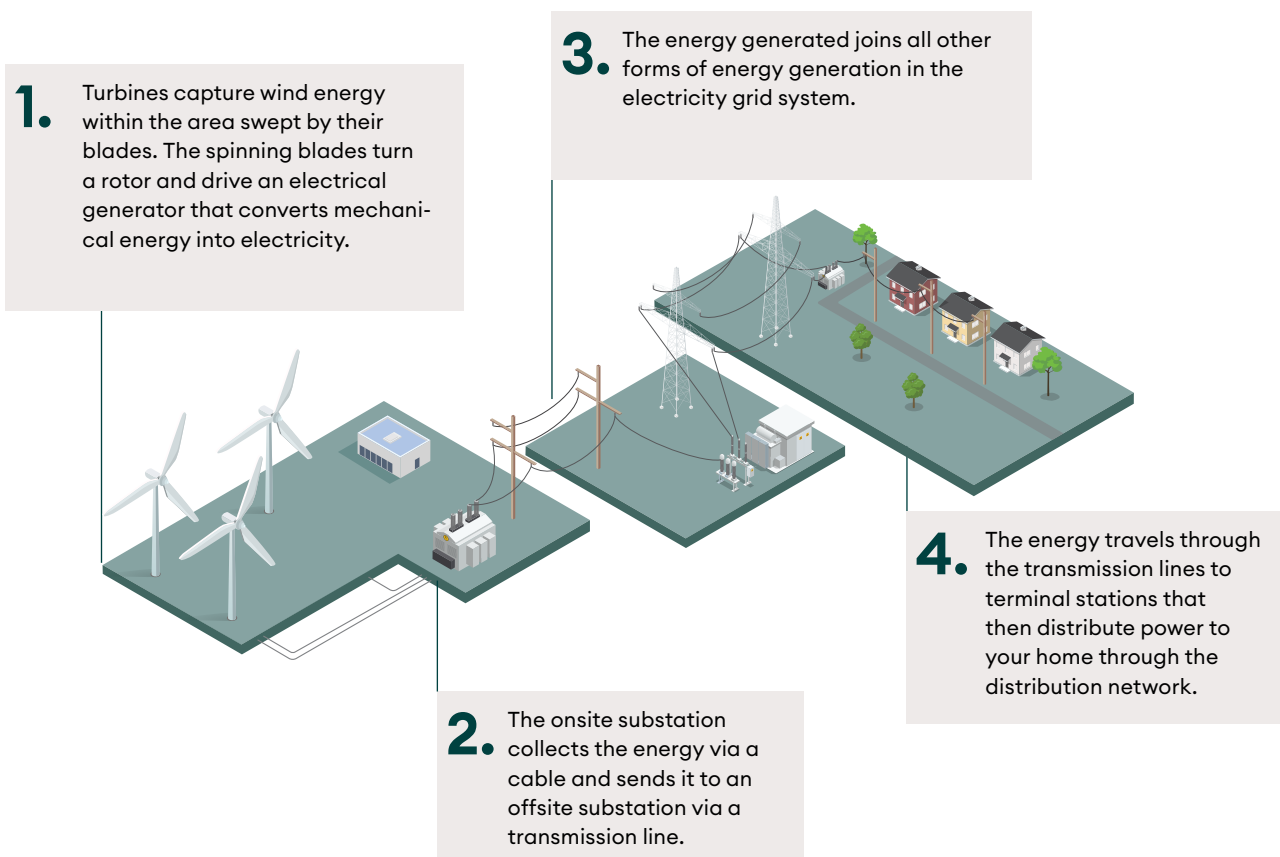 1.
Turbines capture wind energy
within the area swept by their
blades. The spinning blades turn
a rotor and drive an electrical
generator that converts mechani-
cal energy into electricity.
2.
The onsite substation
collects the energy via a
cable and sends it to an
offsite substation via a
transmission line.
3.
The energy generated joins all other
forms of energy generation in the
electricity grid system.
4.
The energy travels through
the transmission lines to
terminal stations that
then distribute power to
your home through the
distribution network.